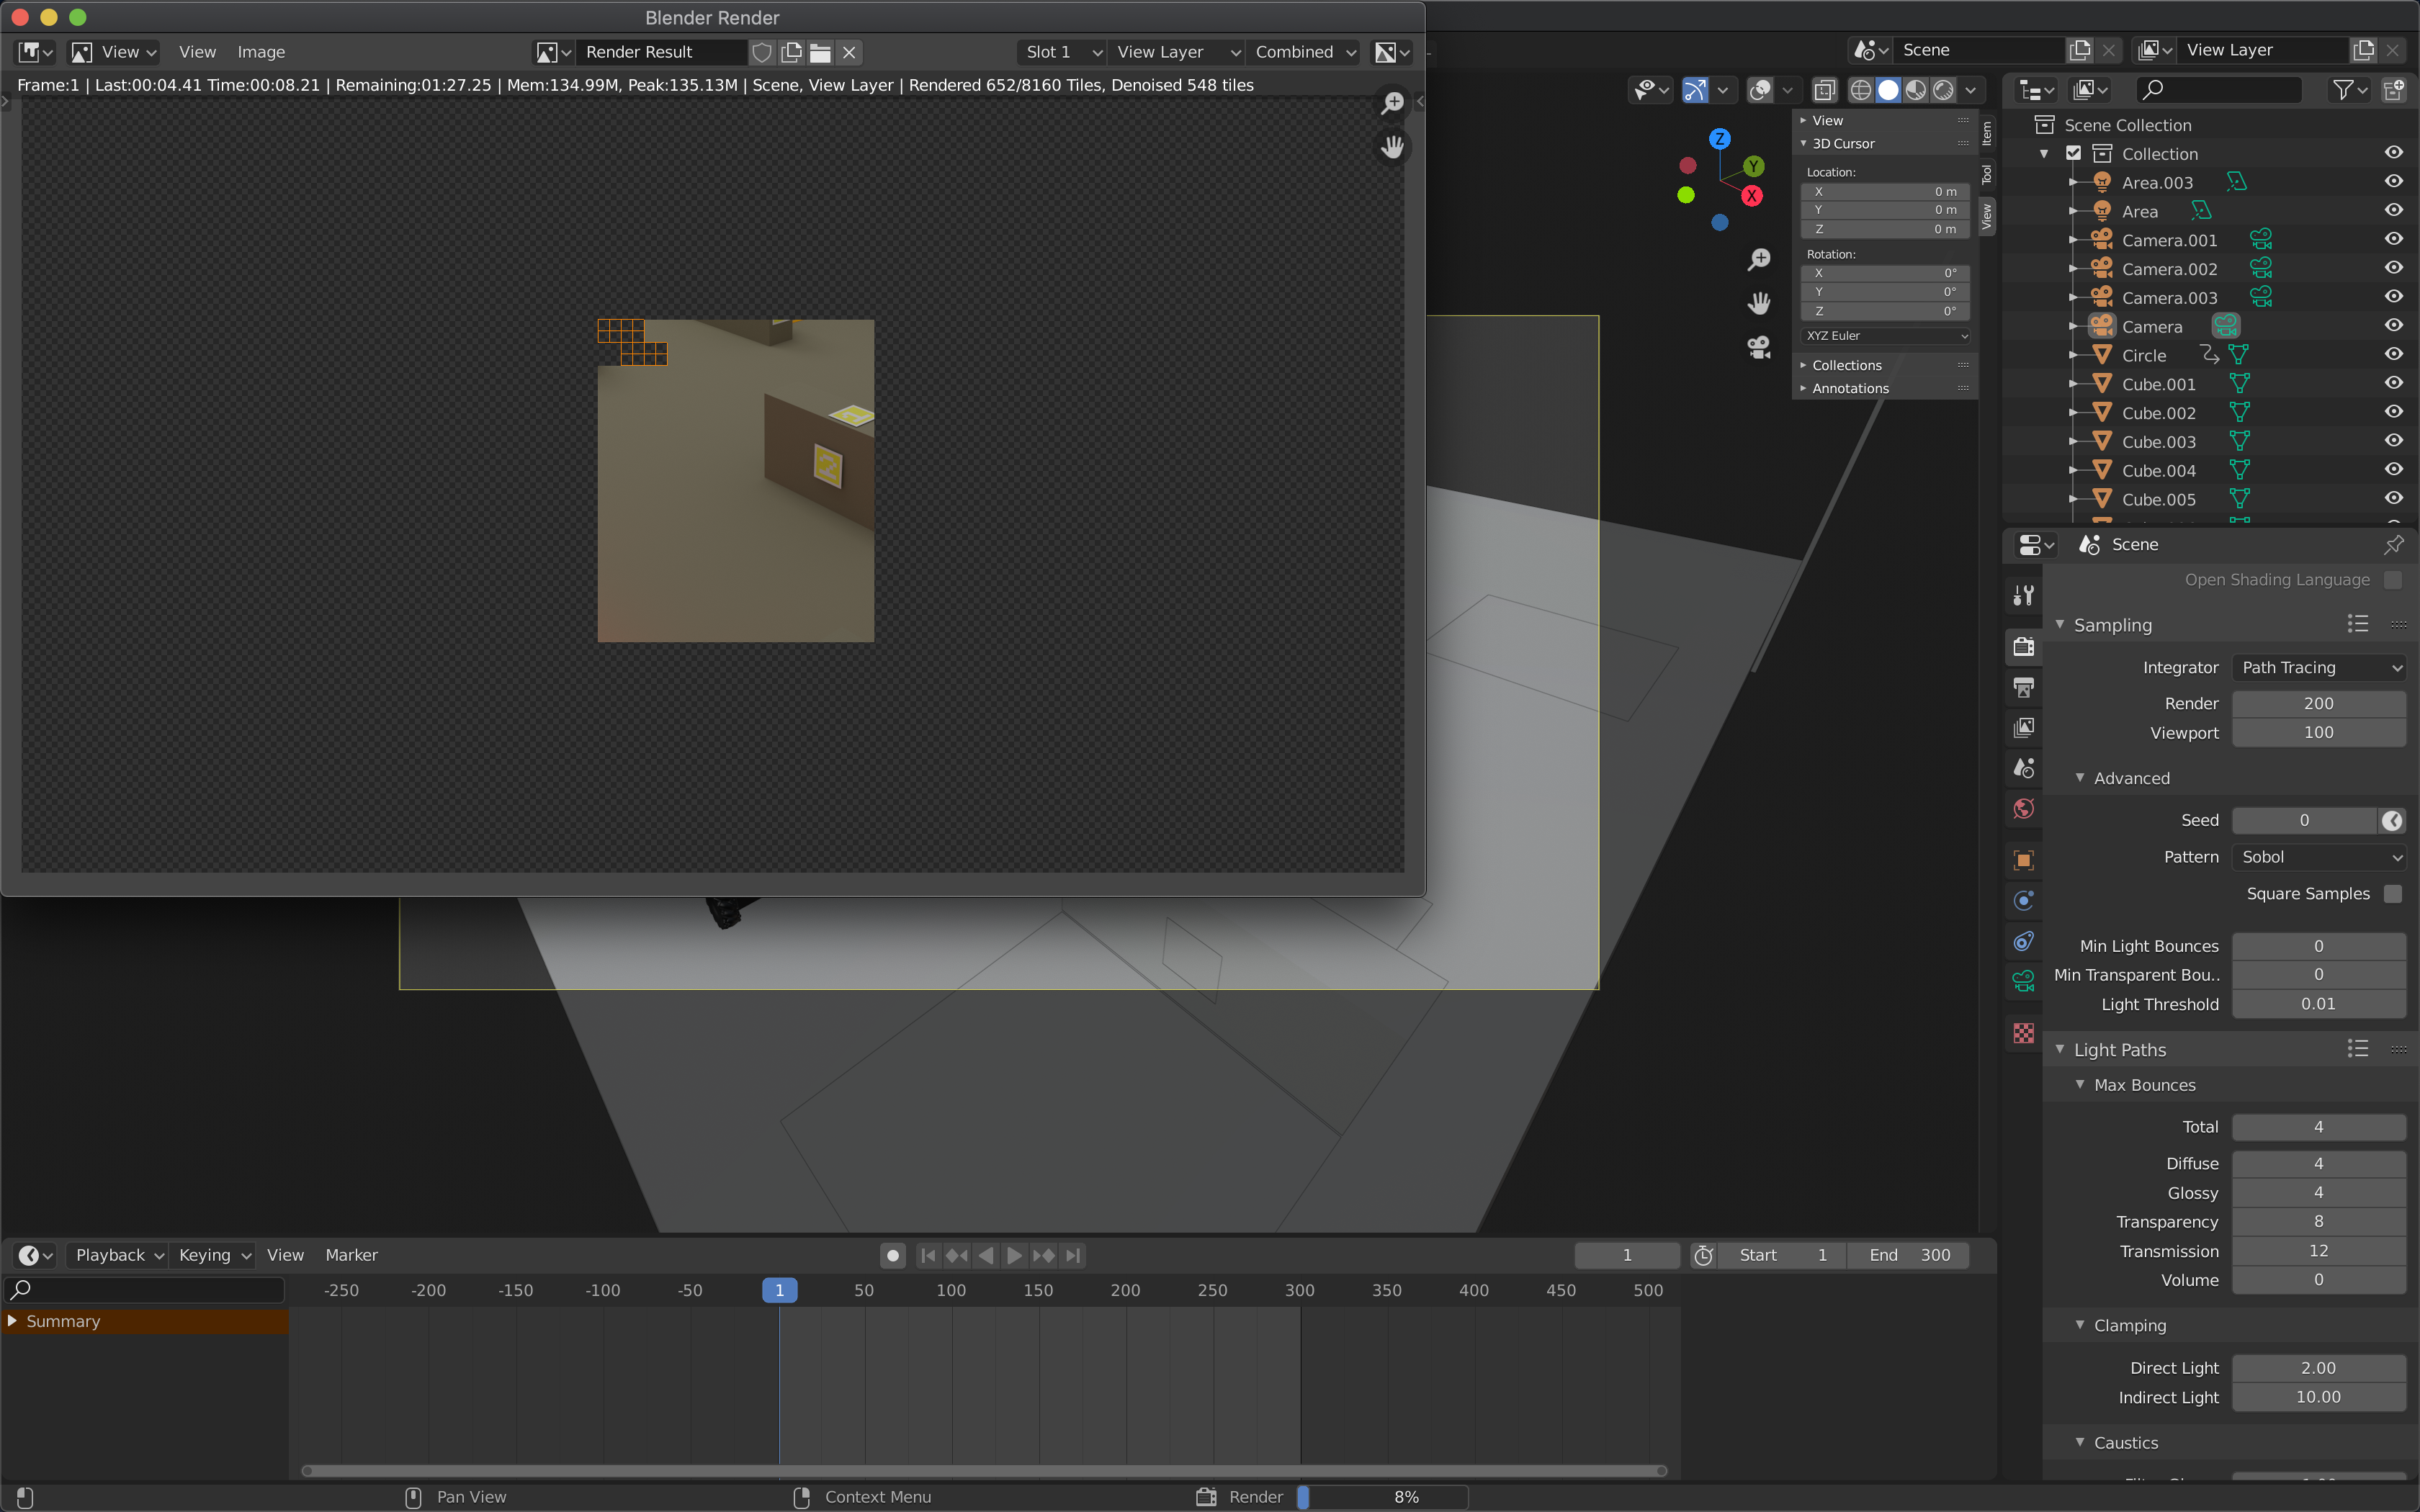 Blender Render
View View Image Render Result Slot 1 View Layer Combined
Frame:1 | Last:00:04.41 Time:00:08.21 | Remaining:01:27.25 | Mem:134.99M, Peak:135.13M | Scene, View Layer | Rendered 652/8160 Tiles, Denoised 548 tiles
2
Scene View Layer
Z
Y
X
View
3D Cursor
Location:
X 0 m
Y 0 m
Z 0 m
Rotation:
X 0°
Y 0°
Z 0°
XYZ Euler
Collections
Annotations
Item
Tool
View
Scene Collection
Collection
Area.003
Area
Camera.001
Camera.002
Camera.003
Camera
Circle
Cube.001
Cube.002
Cube.003
Cube.004
Cube.005
Scene
Open Shading Language
Sampling
Integrator Path Tracing
Render 200
Viewport 100
Advanced
Seed 0
Pattern Sobol
Square Samples
Min Light Bounces 0
Min Transparent Bou.. 0
Light Threshold 0.01
Light Paths
Max Bounces
Total 4
Diffuse 4
Glossy 4
Transparency 8
Transmission 12
Volume 0
Clamping
Direct Light 2.00
Indirect Light 10.00
Caustics
Playback Keying View Marker 1 Start 1 End 300
-250 -200 -150 -100 -50 1 50 100 150 200 250 300 350 400 450 500
Summary
Pan View Context Menu Render 8%